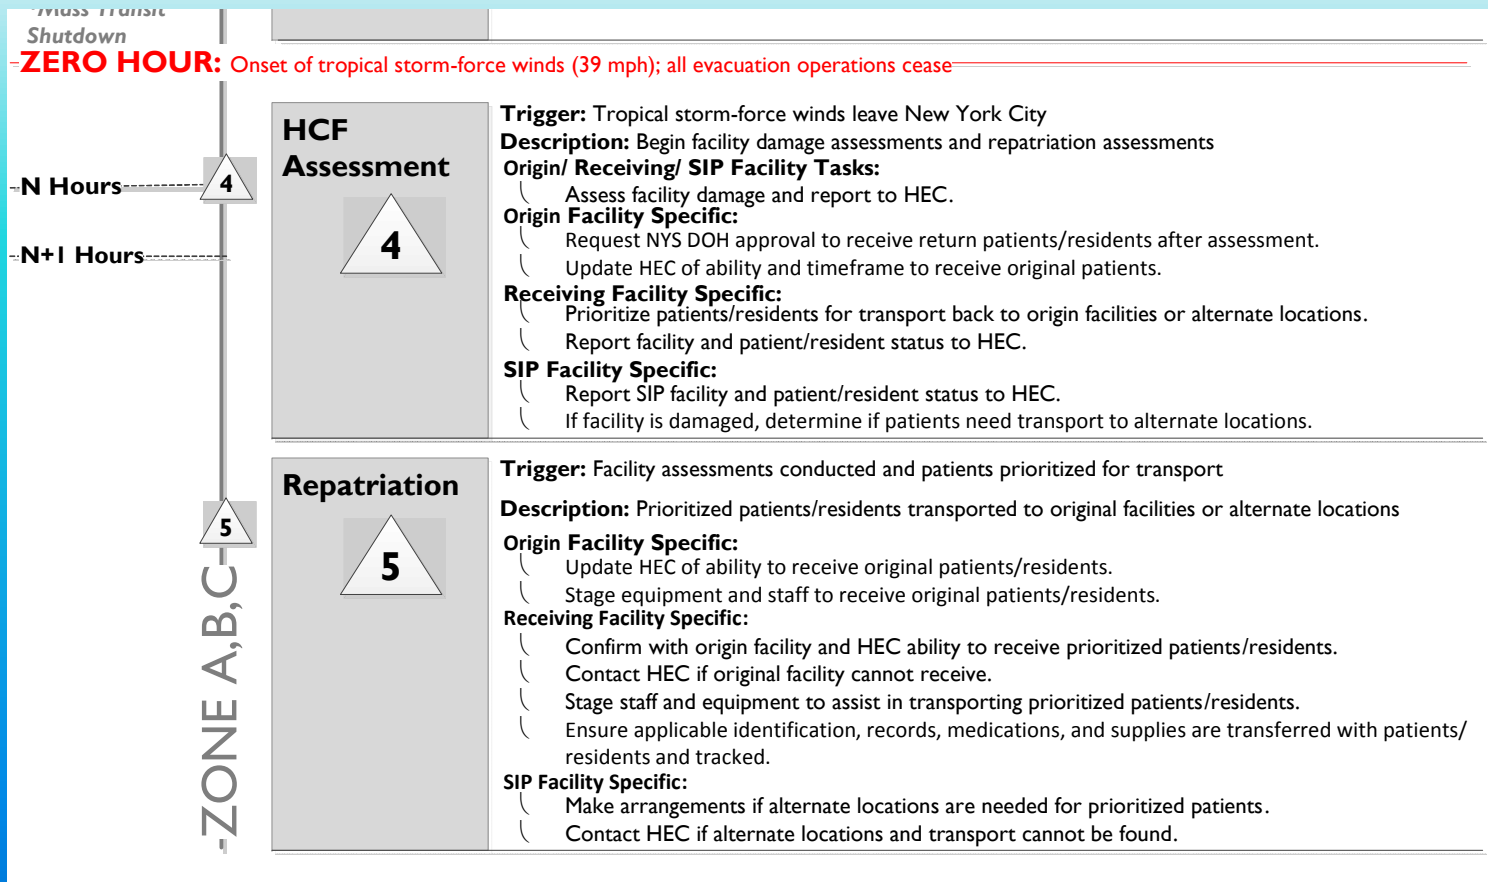 *Mass Transit
Shutdown
ZERO HOUR: Onset of tropical storm-force winds (39 mph); all evacuation operations cease
N Hours
4
N+1 Hours
HCF
Assessment
4
Trigger: Tropical storm-force winds leave New York City
Description: Begin facility damage assessments and repatriation assessments
Origin/ Receiving/ SIP Facility Tasks:
Assess facility damage and report to HEC.
Origin Facility Specific:
Request NYS DOH approval to receive return patients/residents after assessment.
Update HEC of ability and timeframe to receive original patients.
Receiving Facility Specific:
Prioritize patients/residents for transport back to origin facilities or alternate locations.
Report facility and patient/resident status to HEC.
SIP Facility Specific:
Report SIP facility and patient/resident status to HEC.
If facility is damaged, determine if patients need transport to alternate locations.
5
ZONE A,B,C
Repatriation
5
Trigger: Facility assessments conducted and patients prioritized for transport
Description: Prioritized patients/residents transported to original facilities or alternate locations
Origin Facility Specific:
Update HEC of ability to receive original patients/residents.
Stage equipment and staff to receive original patients/residents.
Receiving Facility Specific:
Confirm with origin facility and HEC ability to receive prioritized patients/residents.
Contact HEC if original facility cannot receive.
Stage staff and equipment to assist in transporting prioritized patients/residents.
Ensure applicable identification, records, medications, and supplies are transferred with patients/
residents and tracked.
SIP Facility Specific:
Make arrangements if alternate locations are needed for prioritized patients.
Contact HEC if alternate locations and transport cannot be found.